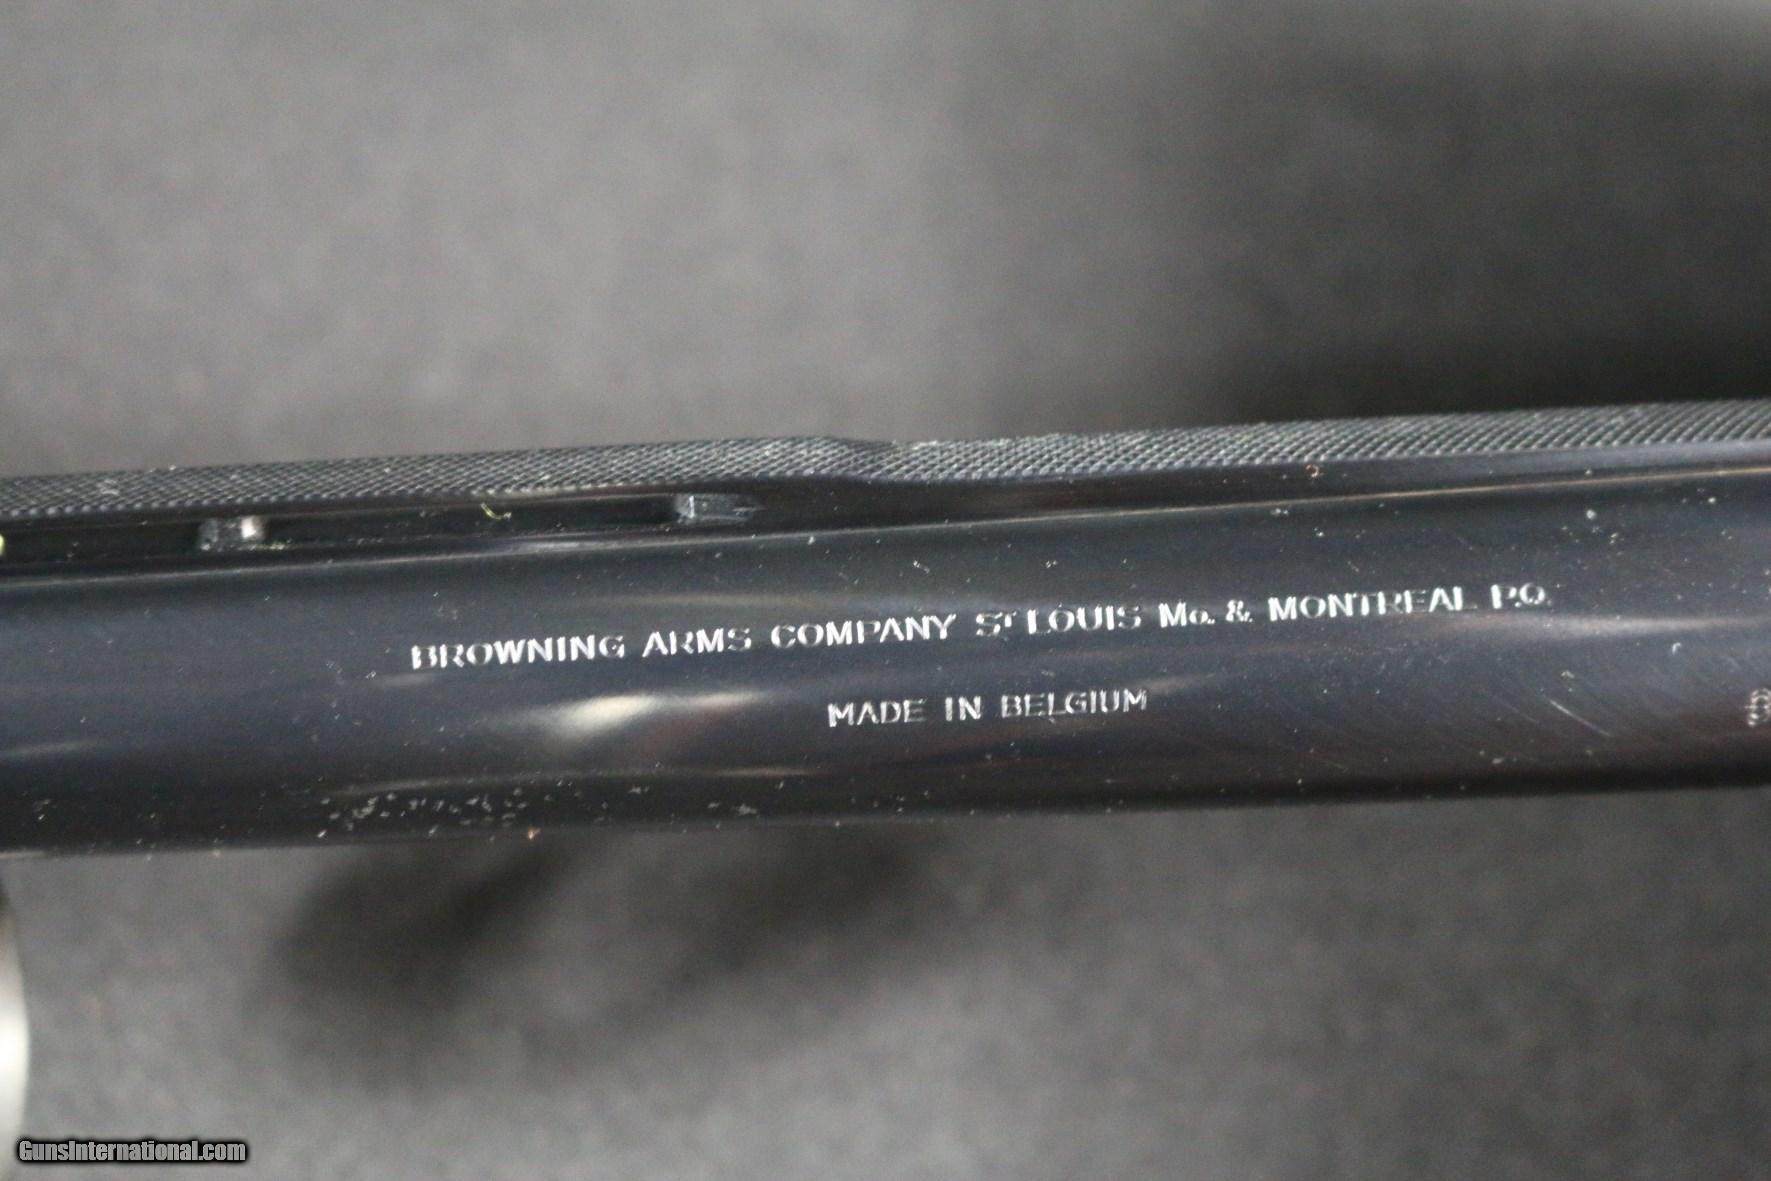 BROWNING ARMS COMPANY ST LOUIS Mo. & MONTREAL P.Q.
MADE IN BELGIUM
GunsInternational.com